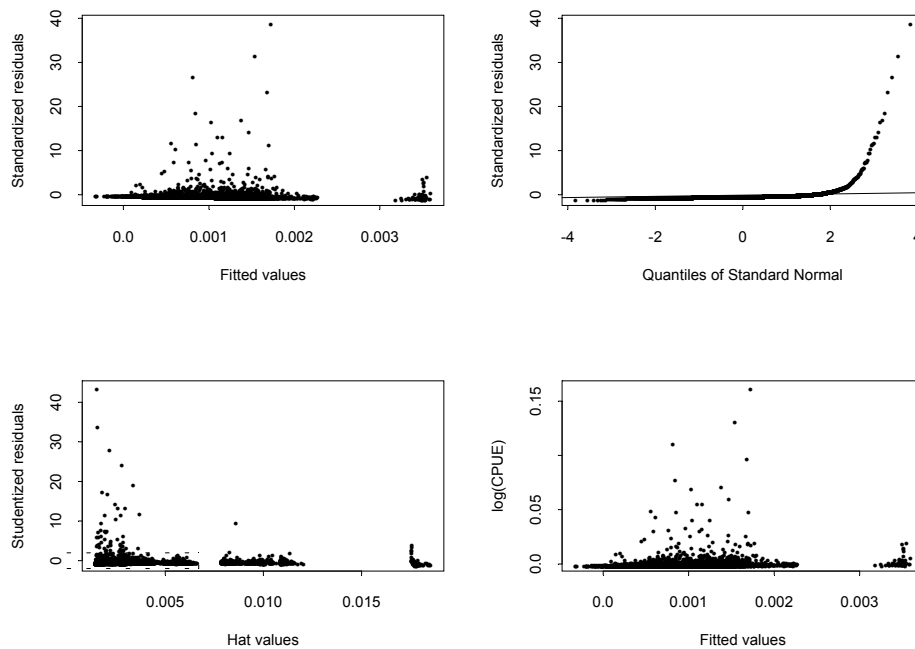 Standardized residuals
40
30
20
10
0
0.0 0.001 0.002 0.003
Fitted values
Standardized residuals
40
30
20
10
0
-4 -2 0 2 4
Quantiles of Standard Normal
Studentized residuals
40
30
20
10
0
0.005 0.010 0.015
Hat values
log(CPUE)
0.15
0.05
0.0
0.0 0.001 0.002 0.003
Fitted values